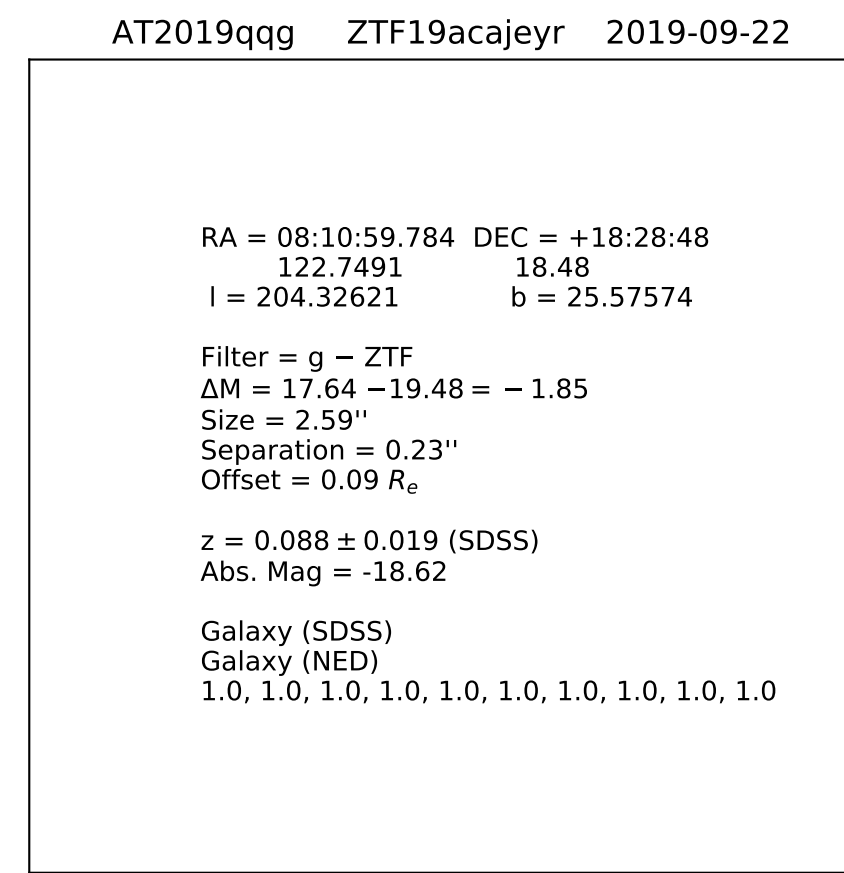 AT2019qqg ZTF19acajeyr 2019-09-22
RA = 08:10:59.784 DEC = +18:28:48
122.7491 18.48
l = 204.32621 b = 25.57574
Filter = g − ZTF
ΔM = 17.64 −19.48 = − 1.85
Size = 2.59''
Separation = 0.23''
Offset = 0.09 Re
z = 0.088 ± 0.019 (SDSS)
Abs. Mag = -18.62
Galaxy (SDSS)
Galaxy (NED)
1.0, 1.0, 1.0, 1.0, 1.0, 1.0, 1.0, 1.0, 1.0, 1.0